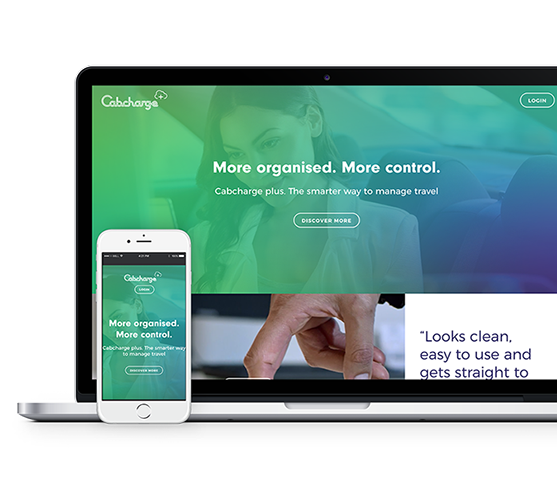 Cabcharge
LOGIN
More organised. More control.
Cabcharge plus. The smarter way to manage travel
DISCOVER MORE
“Looks clean,
easy to use and
gets straight to
Cabcharge
LOGIN
More organised.
More control.
Cabcharge plus. The smarter way
to manage travel
DISCOVER MORE